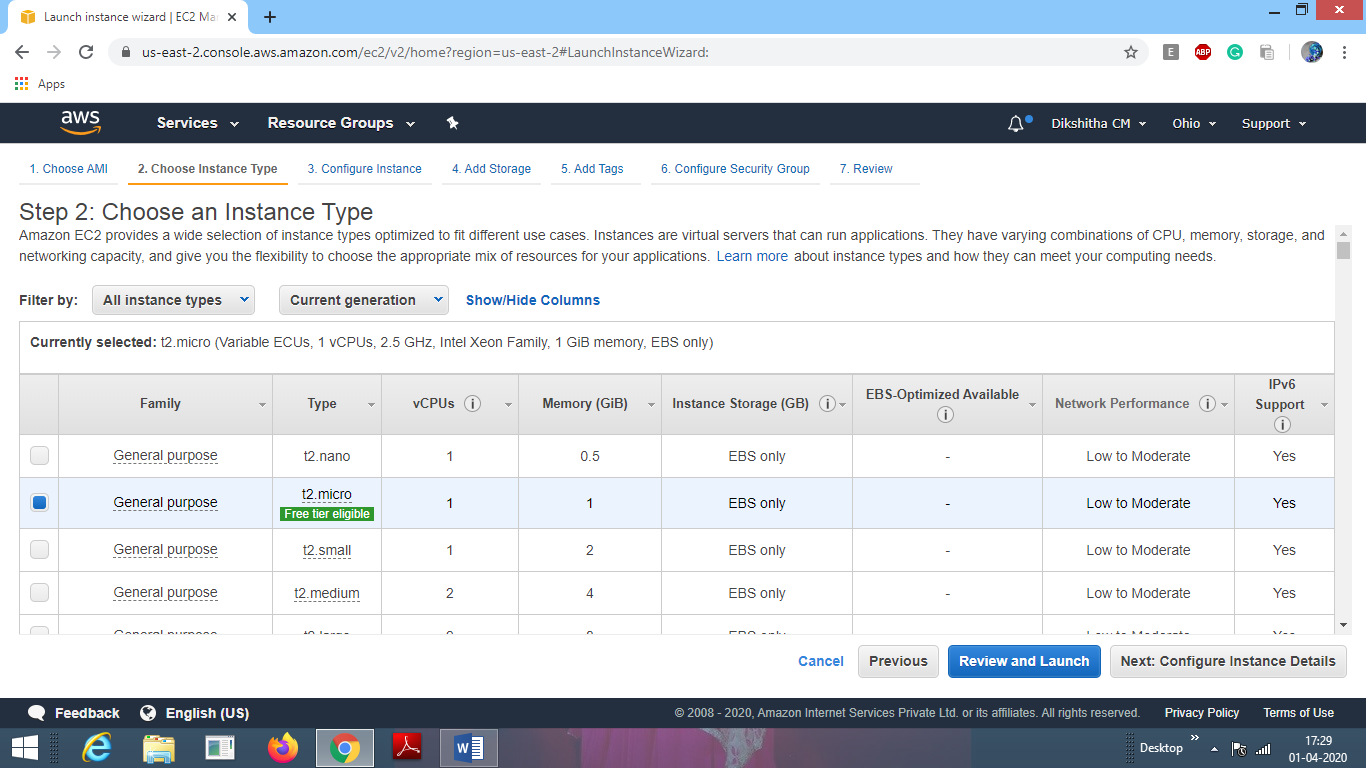 Launch instance wizard | EC2 Ma
us-east-2.console.aws.amazon.com/ec2/v2/home?region=us-east-2#LaunchInstanceWizard:
E ABP G
Apps
aws Services Resource Groups Dikshitha CM Ohio Support
1. Choose AMI 2. Choose Instance Type 3. Configure Instance 4. Add Storage 5. Add Tags 6. Configure Security Group 7. Review
Step 2: Choose an Instance Type
Amazon EC2 provides a wide selection of instance types optimized to fit different use cases. Instances are virtual servers that can run applications. They have varying combinations of CPU, memory, storage, and
networking capacity, and give you the flexibility to choose the appropriate mix of resources for your applications. Learn more about instance types and how they can meet your computing needs.
Filter by: All instance types Current generation Show/Hide Columns
Currently selected: t2.micro (Variable ECUs, 1 vCPUs, 2.5 GHz, Intel Xeon Family, 1 GiB memory, EBS only)
Family Type vCPUs i Memory (GiB) Instance Storage (GB) i EBS-Optimized Available i Network Performance i IPv6 Support i
General purpose t2.nano 1 0.5 EBS only - Low to Moderate Yes
General purpose t2.micro 1 1 EBS only - Low to Moderate Yes
Free tier eligible
General purpose t2.small 1 2 EBS only - Low to Moderate Yes
General purpose t2.medium 2 4 EBS only - Low to Moderate Yes
Cancel Previous Review and Launch Next: Configure Instance Details
Feedback English (US) © 2008 - 2020, Amazon Internet Services Private Ltd. or its affiliates. All rights reserved. Privacy Policy Terms of Use
Desktop 17:29
01-04-2020